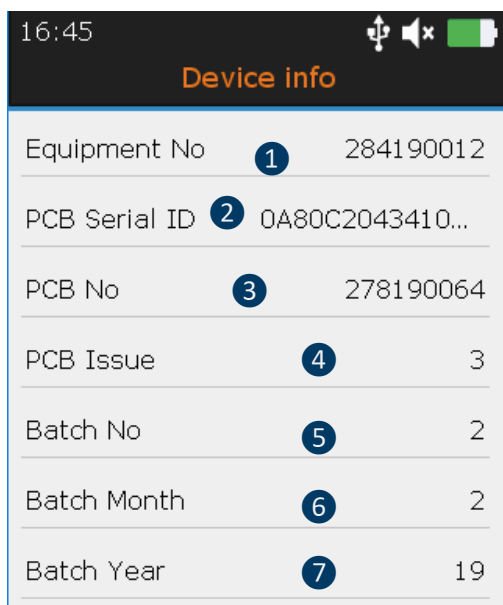 16:45
Device info
Equipment No 1 284190012
PCB Serial ID 2 0A80C2043410...
PCB No 3 278190064
PCB Issue 4 3
Batch No 5 2
Batch Month 6 2
Batch Year 7 19